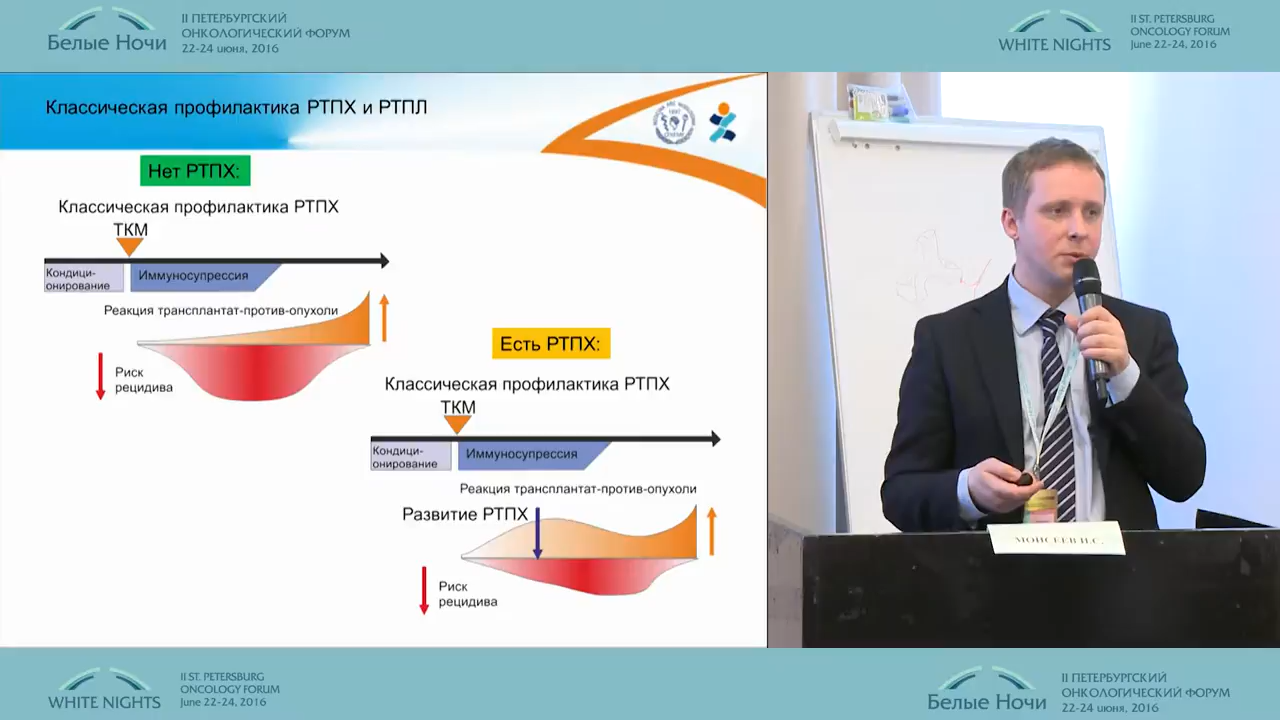 Белые Ночи
II ПЕТЕРБУРГСКИЙ
ОНКОЛОГИЧЕСКИЙ ФОРУМ
22-24 июня, 2016
WHITE NIGHTS
II ST. PETERSBURG
ONCOLOGY FORUM
June 22-24, 2016
Классическая профилактика РТПХ и РТПЛ
Нет РТПХ:
Классическая профилактика РТПХ
ТКМ
Кондици-
онирование
Иммуносупрессия
Реакция трансплантат-против-опухоли
Риск
рецидива
Есть РТПХ:
Классическая профилактика РТПХ
ТКМ
Кондици-
онирование
Иммуносупрессия
Реакция трансплантат-против-опухоли
Развитие РТПХ
Риск
рецидива
МОИСЕЕВ И.С.
WHITE NIGHTS
II ST. PETERSBURG
ONCOLOGY FORUM
June 22-24, 2016
Белые Ночи
II ПЕТЕРБУРГСКИЙ
ОНКОЛОГИЧЕСКИЙ ФОРУМ
22-24 июня, 2016